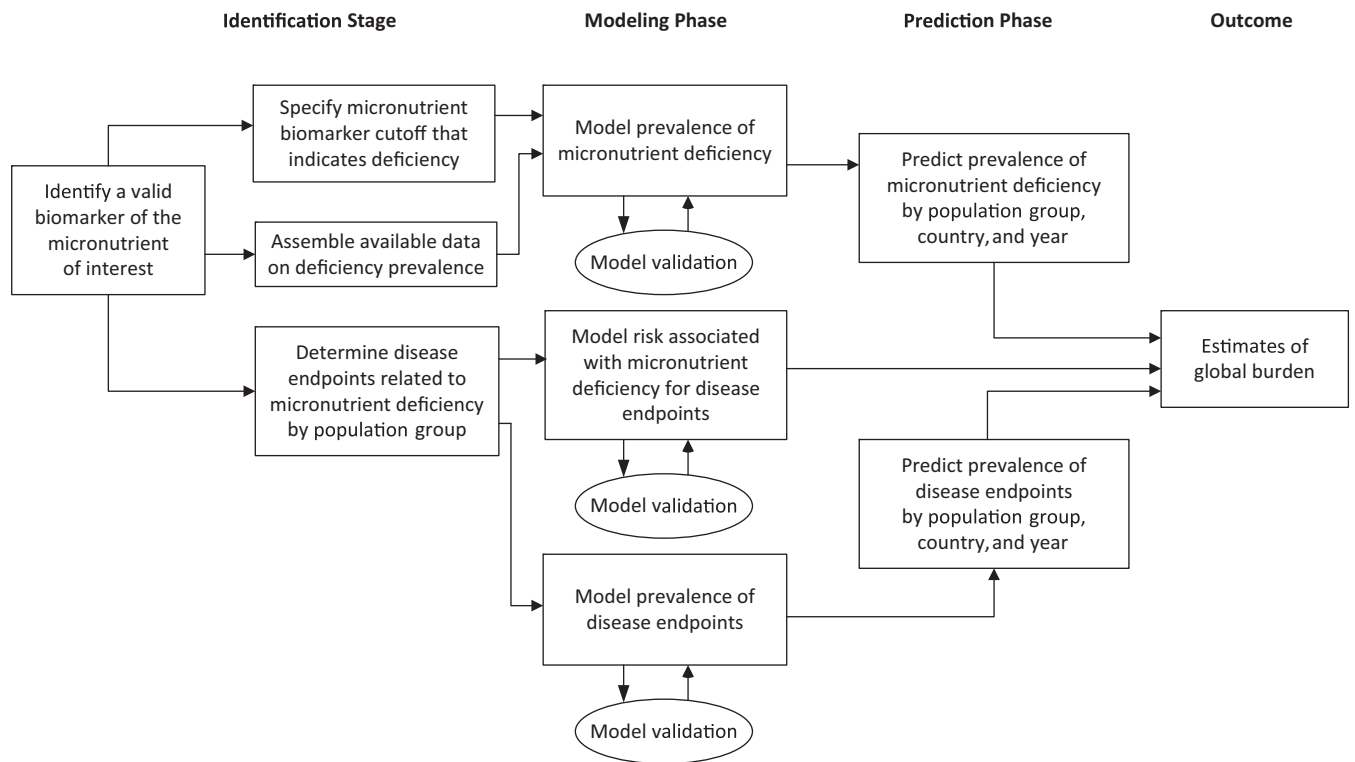 Identification Stage
Modeling Phase
Prediction Phase
Outcome
Identify a valid
biomarker of the
micronutrient
of interest
Specify micronutrient
biomarker cutoff that
indicates deficiency
Assemble available data
on deficiency prevalence
Determine disease
endpoints related to
micronutrient deficiency
by population group
Model prevalence of
micronutrient deficiency
Model validation
Model risk associated
with micronutrient
deficiency for disease
endpoints
Model validation
Model prevalence of
disease endpoints
Model validation
Predict prevalence of
micronutrient deficiency
by population group,
country, and year
Predict prevalence of
disease endpoints
by population group,
country, and year
Estimates of
global burden